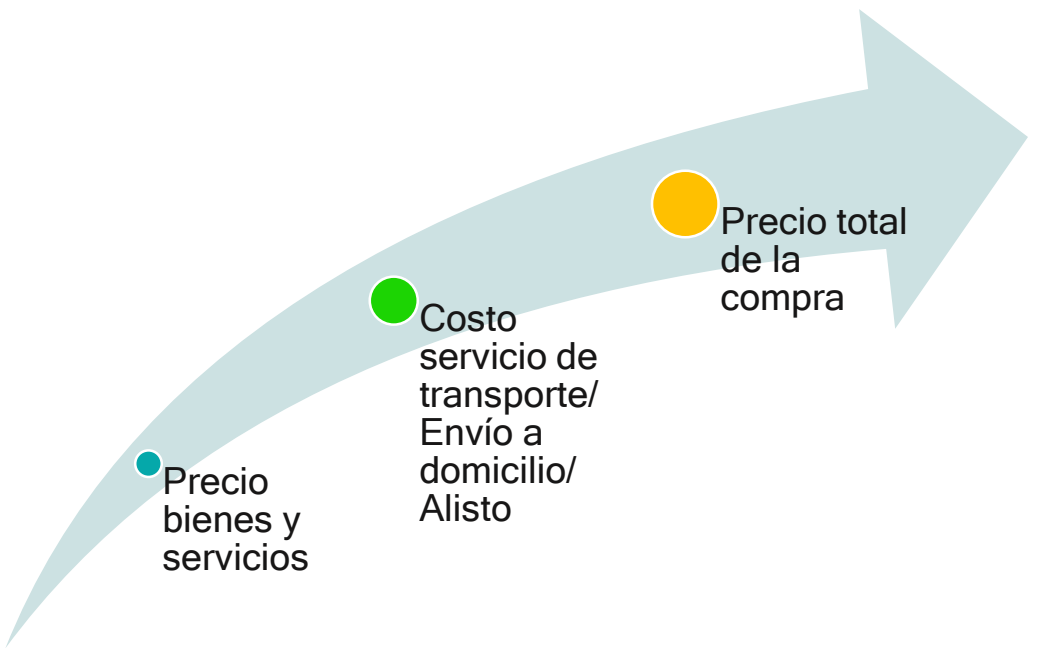 Precio
bienes y
servicios
Costo
servicio de
transporte/
Envío a
domicilio/
Alisto
Precio total
de la
compra